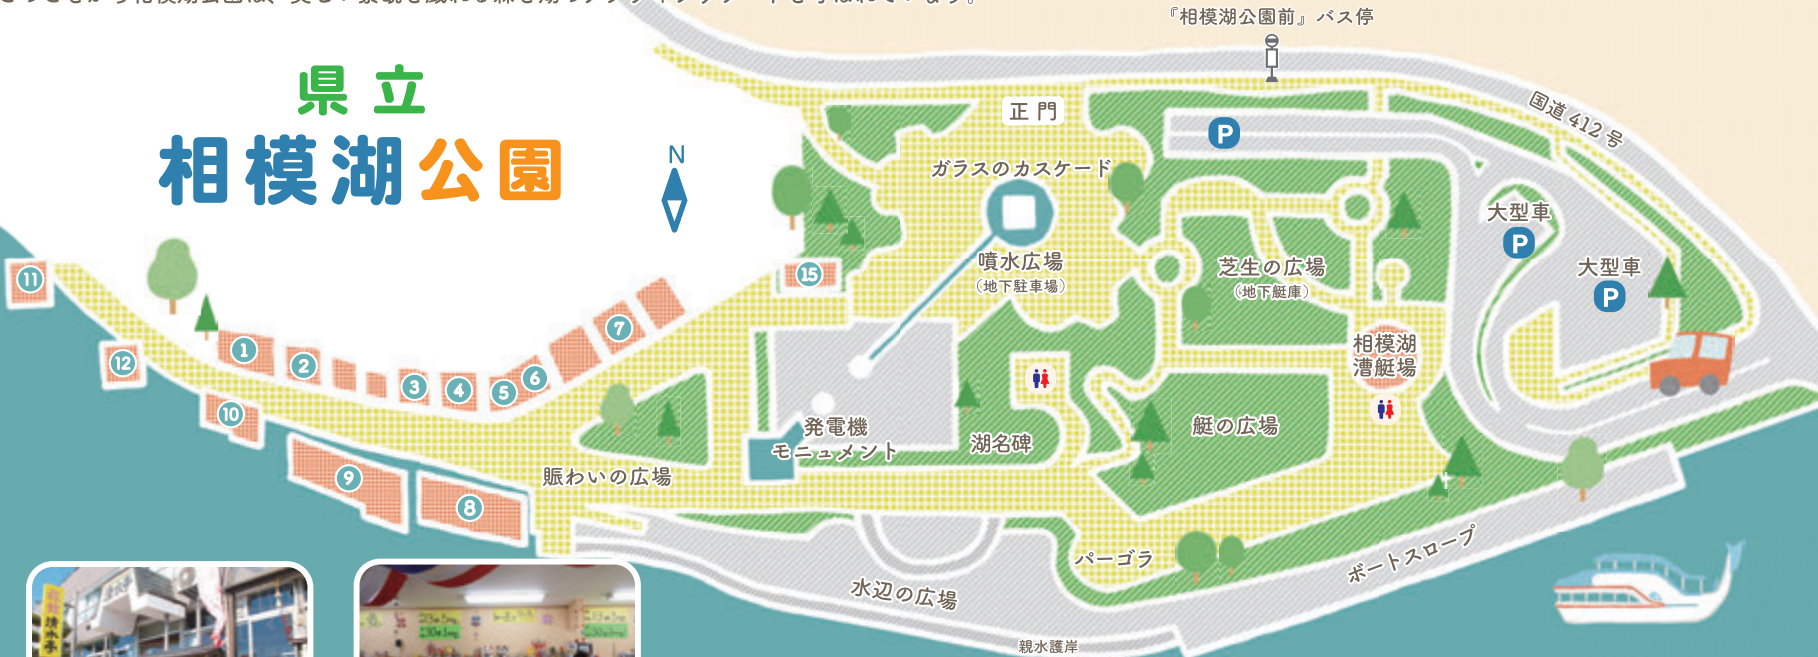 『相模湖公園前』バス停
県立
相模湖公園
N
正門
国道412号
P
ガラスのカスケード
大型車
P
大型車
P
噴水広場
(地下駐車場)
芝生の広場
(地下艇庫)
相模湖
漕艇場
11
12
1
2
3
4
5
6
7
15
10
9
8
発電機
モニュメント
湖名碑
艇の広場
賑わいの広場
パーゴラ
ボートスロープ
水辺の広場
親水護岸
清水亭